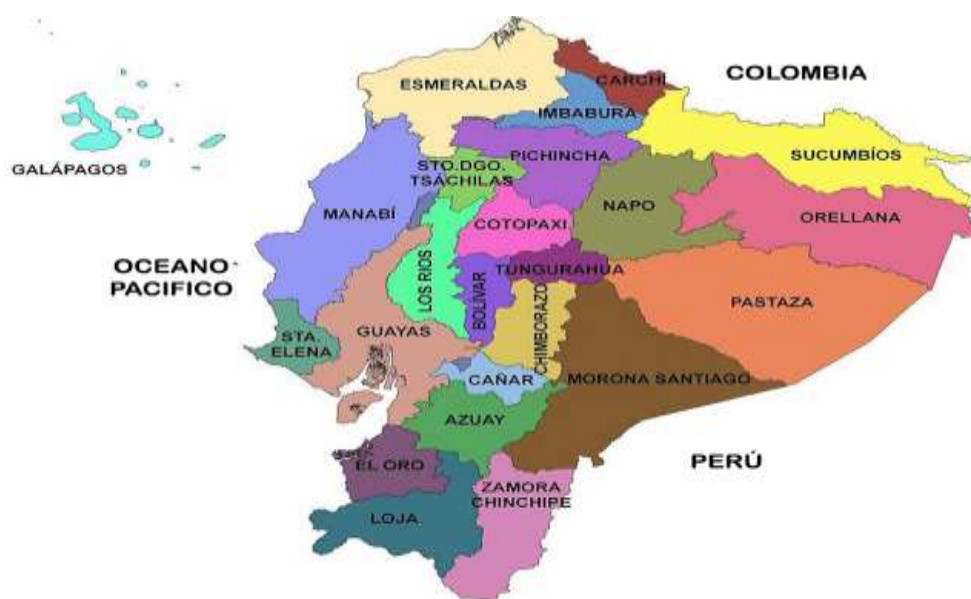 ESMERALDAS
CARCHI
COLOMBIA
IMBABURA
GALÁPAGOS
PICHINCHA
SUCUMBÍOS
STO.DGO.
TSÁCHILAS
MANABÍ
NAPO
ORELLANA
COTOPAXI.
OCEANO
PACIFICO
LOS RIOS
BOLIVAR
TUNGURAHUA
CHIMBORAZO
PASTAZA
STA.
ELENA
GUAYAS
CAÑAR
MORONA SANTIAGO
AZUAY
PERÚ
EL ORO
ZAMORA
CHINCHIPE
LOJA